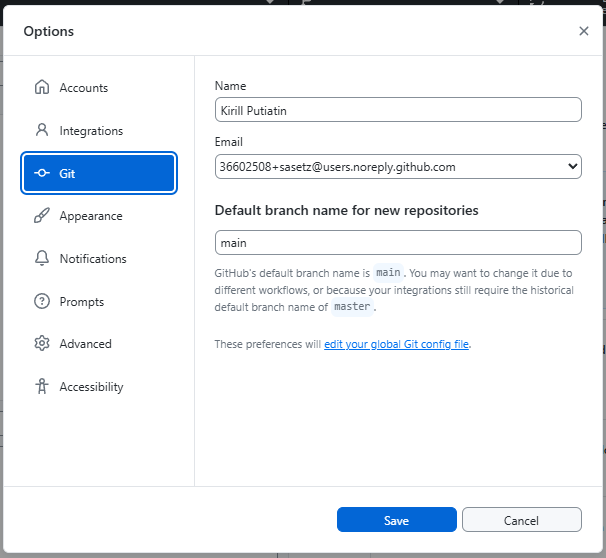 Options
Accounts
Integrations
Git
Appearance
Notifications
Prompts
Advanced
Accessibility
Name
Kirill Putiatin
Email
36602508+sasetz@users.noreply.github.com
Default branch name for new repositories
main
GitHub's default branch name is main. You may want to change it due to
different workflows, or because your integrations still require the historical
default branch name of master.
These preferences will edit your global Git config file.
Save
Cancel